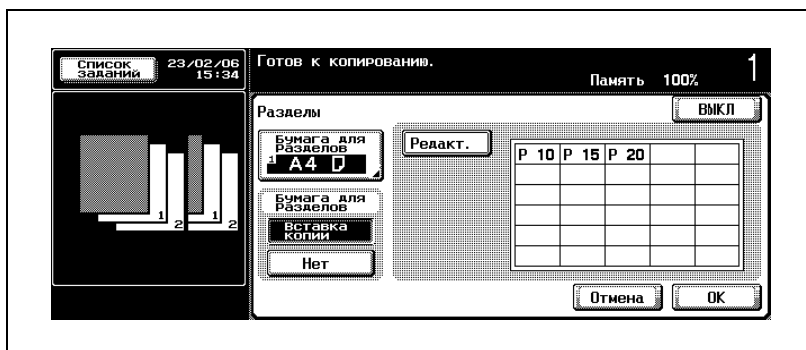 Список
заданий
23/02/06
15:34
Готов к копированию.
Память 100%
1
Разделы
ВЫКЛ
Бумага для
Разделов
1 A4
Редакт.
P 10 P 15 P 20
Бумага для
Разделов
Вставка
копии
Нет
1
2
1
2
Отмена
OK